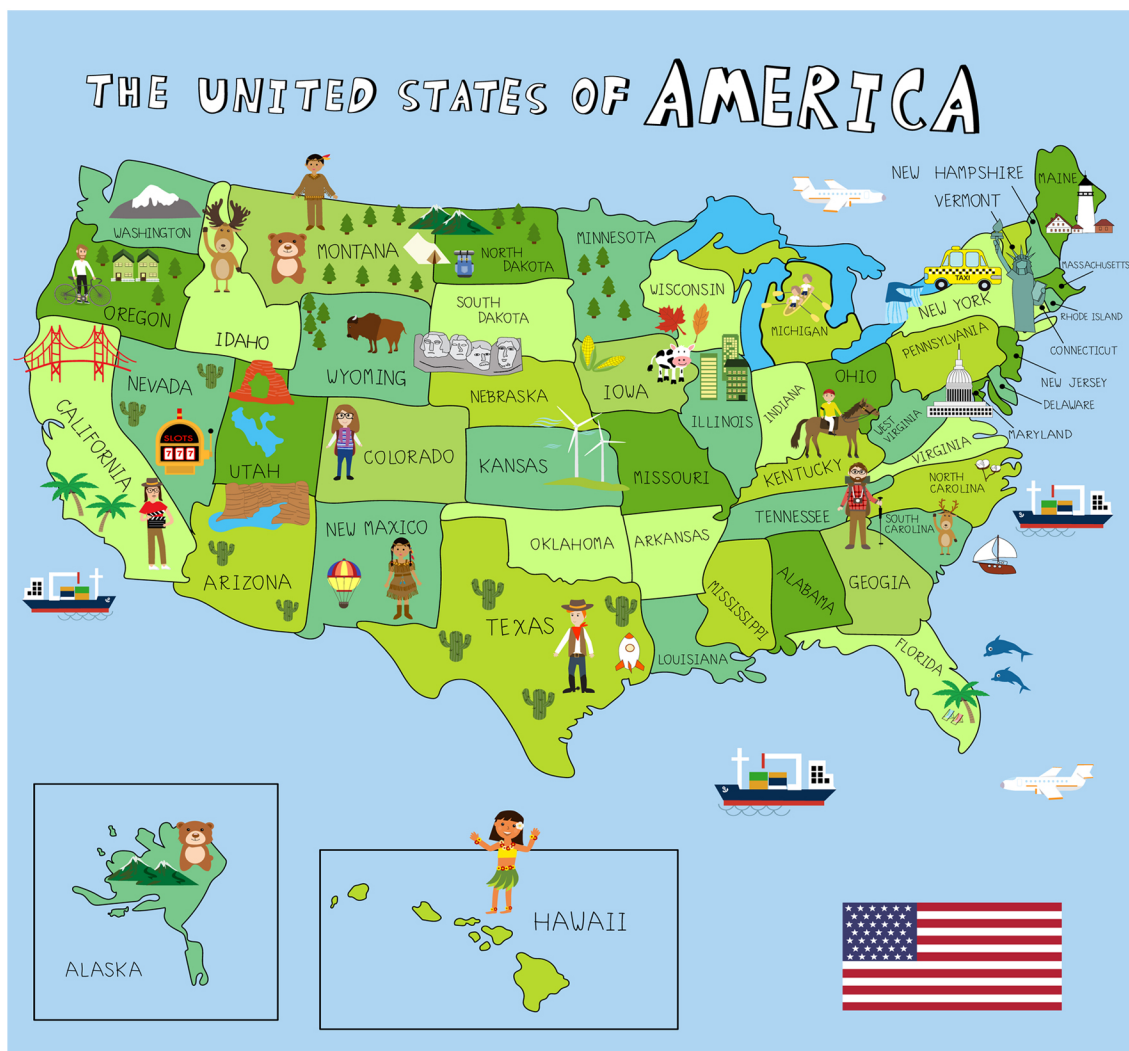 THE UNITED STATES OF AMERICA
NEW HAMPSHIRE
VERMONT
MAINE
WASHINGTON
MONTANA
NORTH
DAKOTA
MINNESOTA
MASSACHUSETTS
OREGON
IDAHO
SOUTH
DAKOTA
WISCONSIN
MICHIGAN
TAXI
NEW YORK
RHODE ISLAND
CONNECTICUT
NEVADA
WYOMING
NEBRASKA
IOWA
PENNSYLVANIA
NEW JERSEY
DELAWARE
MARYLAND
CALIFORNIA
SLOTS
777
UTAH
COLORADO
KANSAS
MISSOURI
ILLINOIS
INDIANA
OHIO
WEST
VIRGINIA
VIRGINIA
KENTUCKY
NORTH
CAROLINA
ARIZONA
NEW MAXICO
OKLAHOMA
ARKANSAS
TENNESSEE
SOUTH
CAROLINA
TEXAS
LOUISIANA
MISSISSIPPI
ALABAMA
GEOGIA
FLORIDA
ALASKA
HAWAII